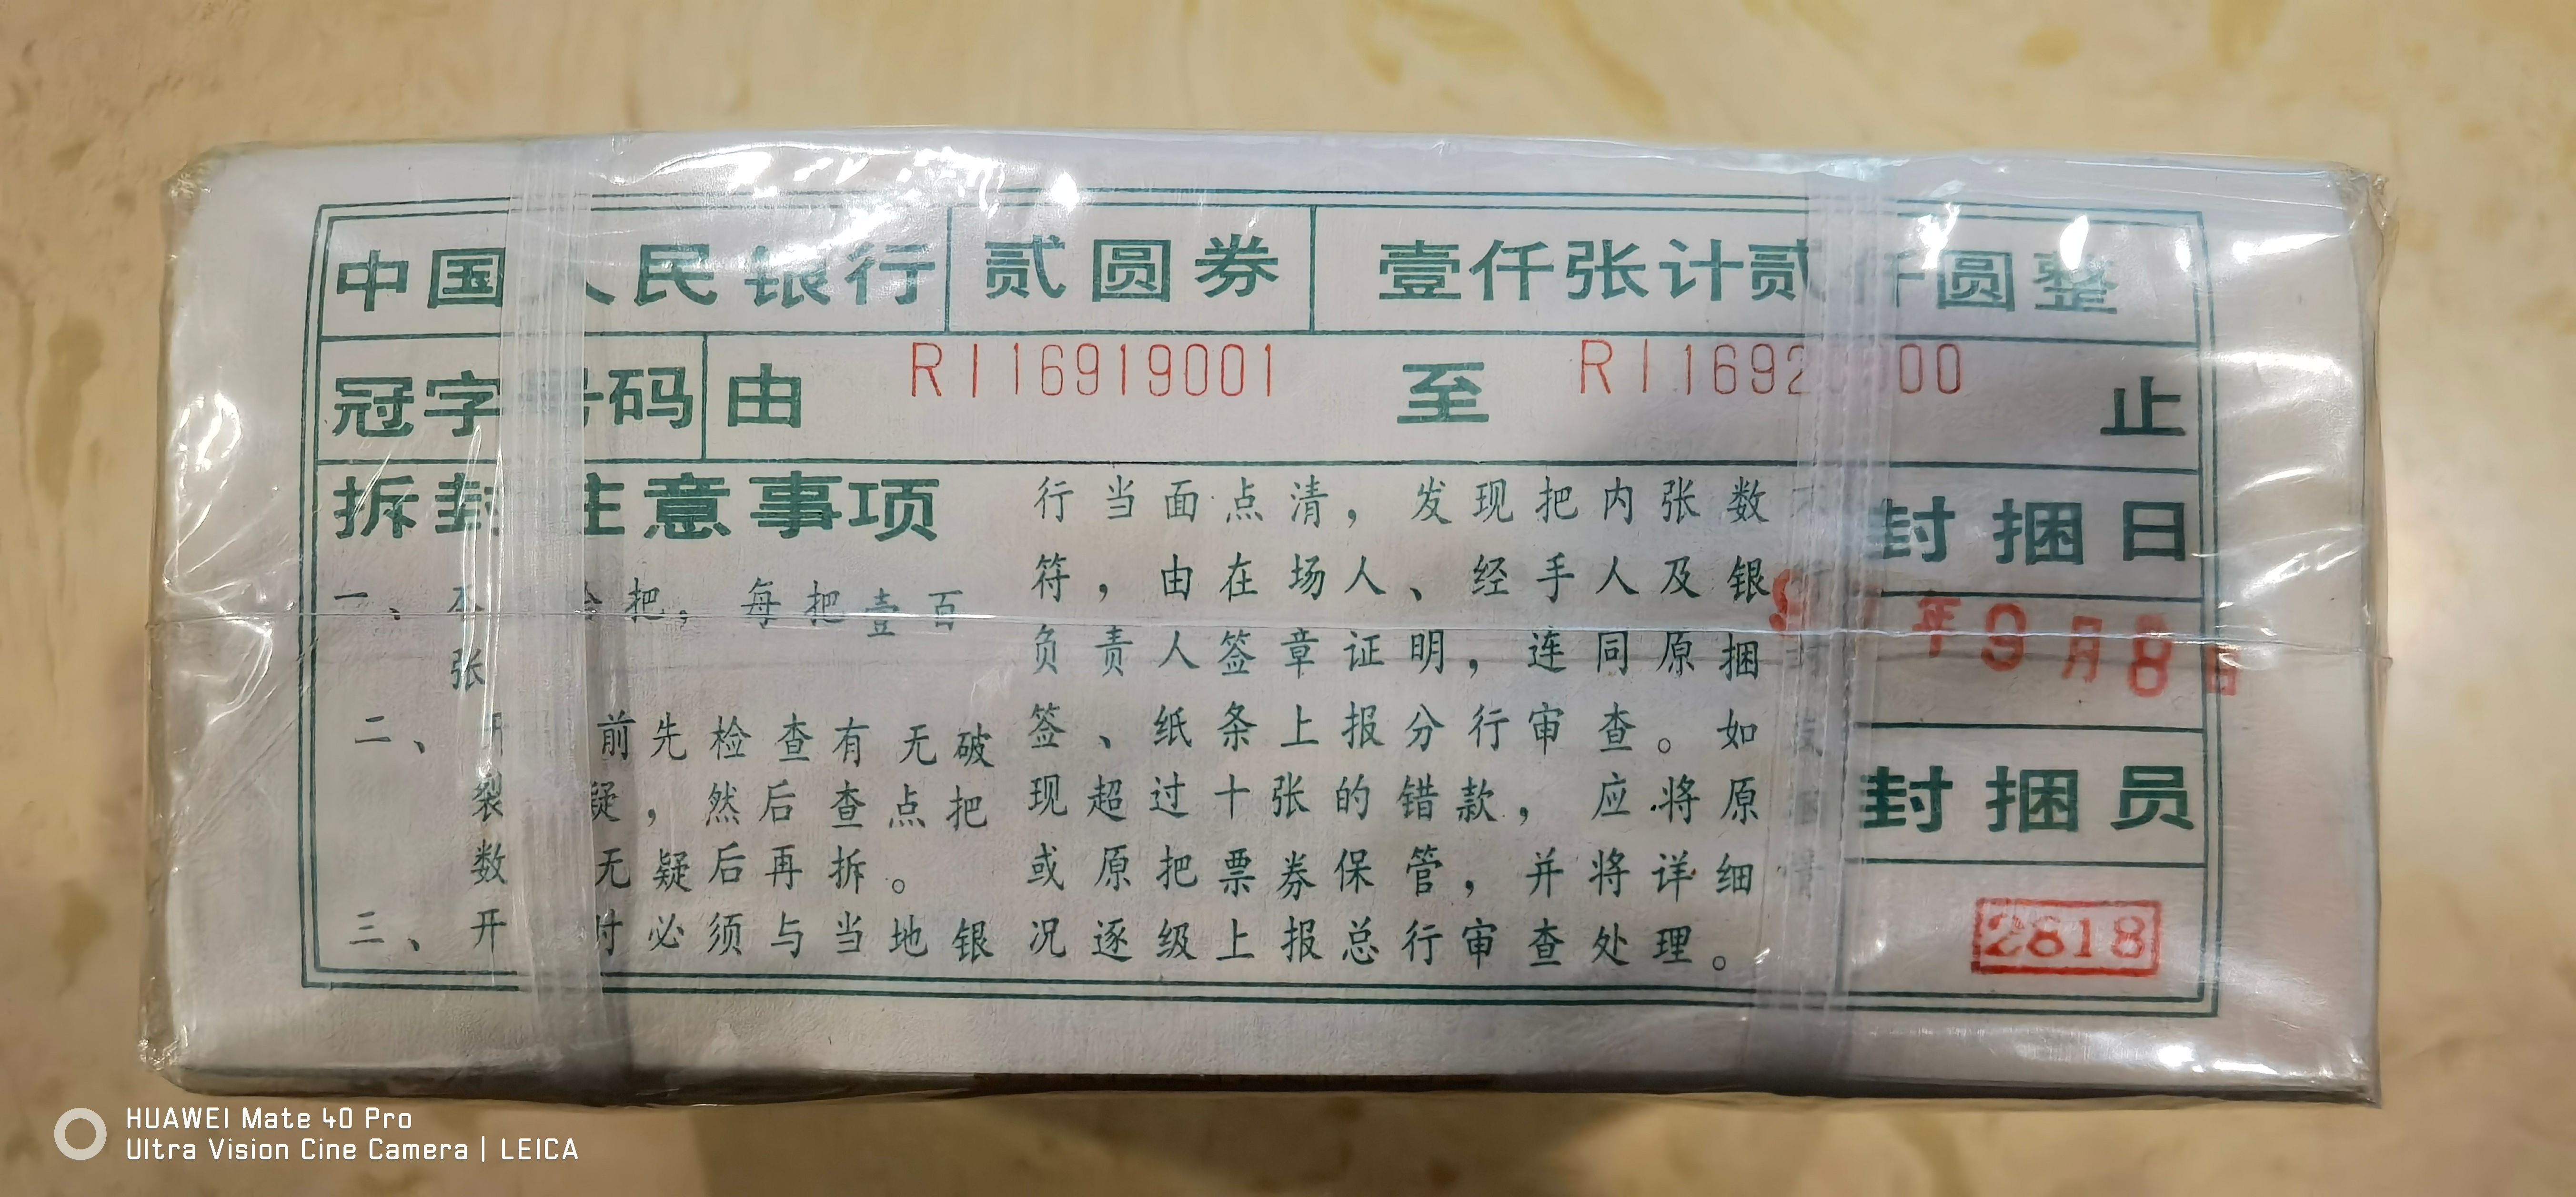 中国人民银行 贰圆券 壹仟张计贰仟圆整
冠字号码 由 RI16919001 至 RI1692 00 止
拆封注意事项
一、 把，每把壹百
张
二、 前先检查有无破
裂 疑，然后查点把
数 无疑后再拆。
三、开 时必须与当地银
行当面点清，发现把内张数
符，由在场人、经手人及银
负责人签章证明，连同原捆
签、纸条上报分行审查。如
现超过十张的错款，应将原
或原把票券保管，并将详细情
况逐级上报总行审查处理。
封捆日
9 年9月8日
封捆员
2818
HUAWEI Mate 40 Pro
Ultra Vision Cine Camera | LEICA